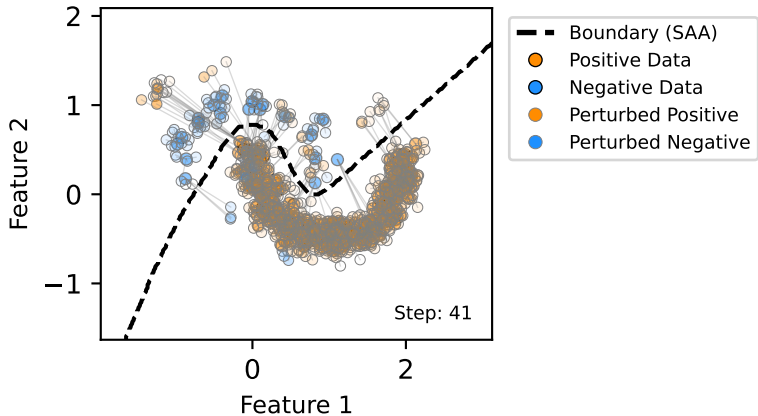 2
1
0
−1
Feature 2
0
2
Feature 1
Step: 41
Boundary (SAA)
Positive Data
Negative Data
Perturbed Positive
Perturbed Negative